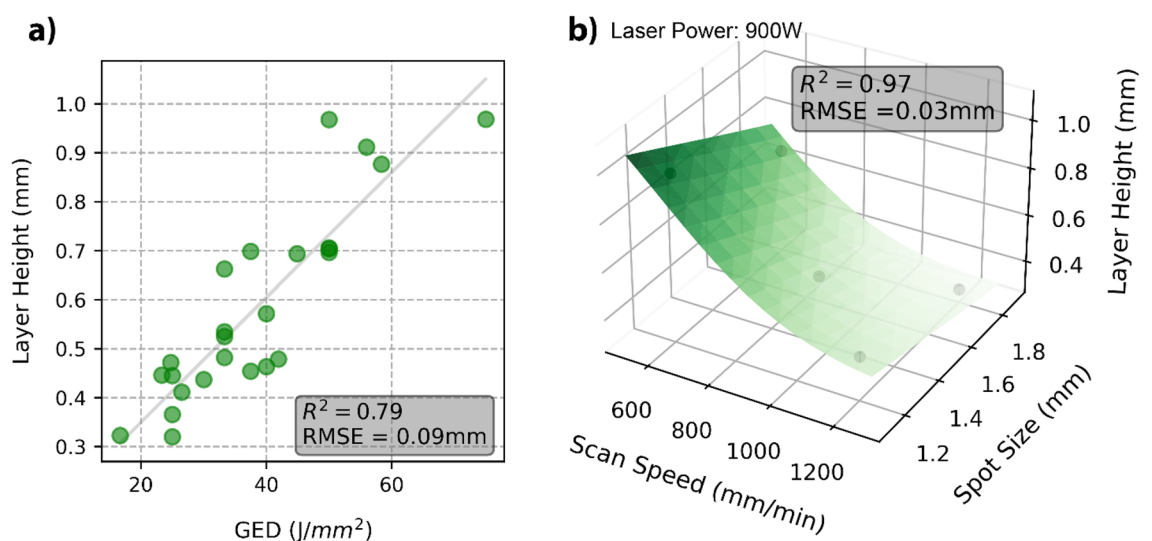 a)
1.0
0.9
0.8
0.7
0.6
0.5
0.4
0.3
Layer Height (mm)
R² = 0.79
RMSE = 0.09mm
20
40
60
GED (J/mm²)
b) Laser Power: 900W
R² = 0.97
RMSE =0.03mm
1.0
0.8
0.6
0.4
Layer Height (mm)
600
800
1000
1200
Scan Speed (mm/min)
1.8
1.6
1.4
1.2
Spot Size (mm)